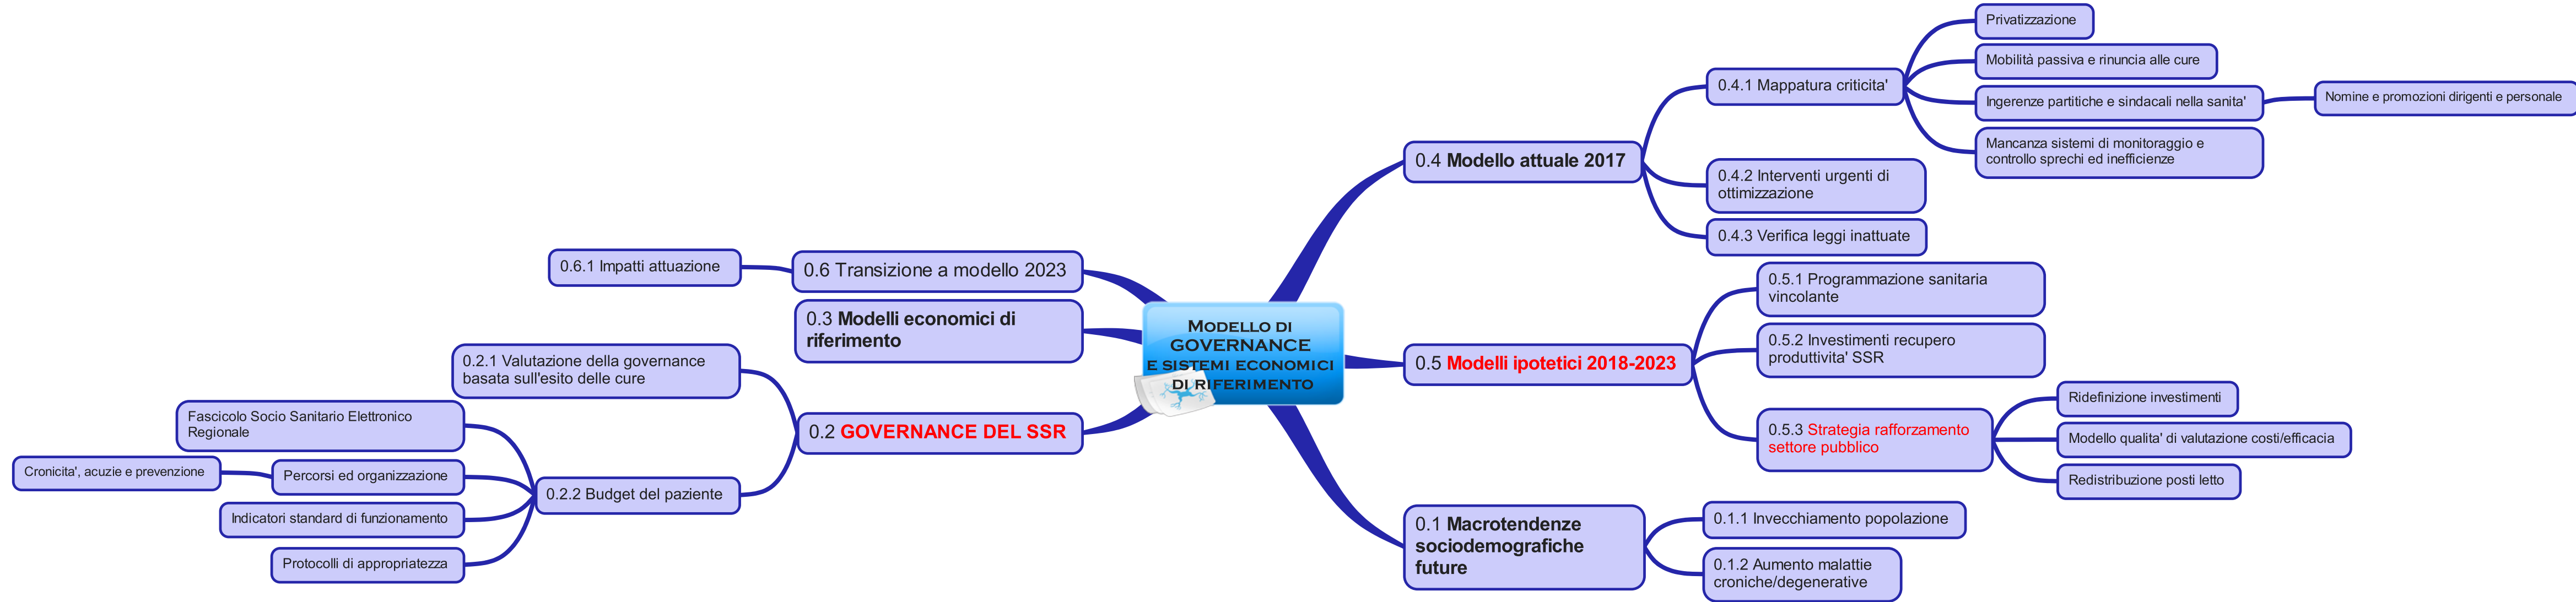 Modello di
governance
e sistemi economici
di riferimento
0.4 Modello attuale 2017
0.4.1 Mappatura criticita'
Privatizzazione
Mobilità passiva e rinuncia alle cure
Ingerenze partitiche e sindacali nella sanita'
Nomine e promozioni dirigenti e personale
Mancanza sistemi di monitoraggio e
controllo sprechi ed inefficienze
0.4.2 Interventi urgenti di
ottimizzazione
0.4.3 Verifica leggi inattuate
0.5 Modelli ipotetici 2018-2023
0.5.1 Programmazione sanitaria
vincolante
0.5.2 Investimenti recupero
produttivita' SSR
0.5.3 Strategia rafforzamento
settore pubblico
Ridefinizione investimenti
Modello qualita' di valutazione costi/efficacia
Redistribuzione posti letto
0.1 Macrotendenze
sociodemografiche
future
0.1.1 Invecchiamento popolazione
0.1.2 Aumento malattie
croniche/degenerative
0.6 Transizione a modello 2023
0.6.1 Impatti attuazione
0.3 Modelli economici di
riferimento
0.2 GOVERNANCE DEL SSR
0.2.1 Valutazione della governance
basata sull'esito delle cure
0.2.2 Budget del paziente
Fascicolo Socio Sanitario Elettronico
Regionale
Percorsi ed organizzazione
Cronicita', acuzie e prevenzione
Indicatori standard di funzionamento
Protocolli di appropriatezza